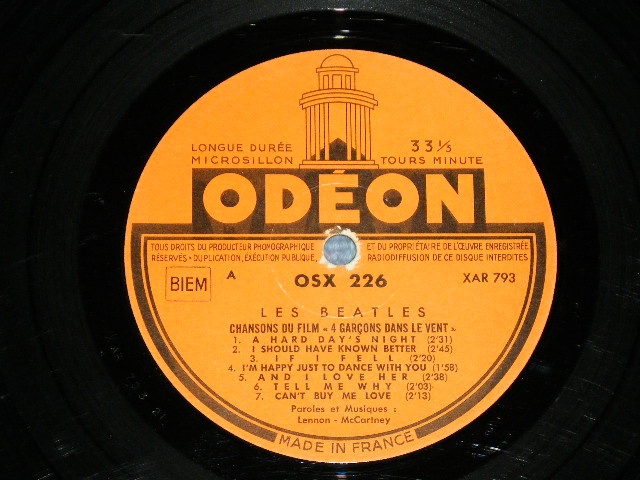 LONGUE DURÉE 33 1/3
MICROSILLON TOURS MINUTE
ODÉON
TOUS DROITS DU PRODUCTEUR PHONOGRAPHIQUE ET DU PROPRIÉTAIRE DE L'ŒUVRE ENREGISTRÉE
RÉSERVÉS • DUPLICATION, EXÉCUTION PUBLIQUE, RADIODIFFUSION DE CE DISQUE INTERDITES
BIEM A OSX 226 XAR 793
LES BEATLES
CHANSONS DU FILM « 4 GARÇONS DANS LE VENT ».
1. A HARD DAY'S NIGHT (2'31)
2. I SHOULD HAVE KNOWN BETTER (2'45)
3. IF I FELL (2'20)
4. I'M HAPPY JUST TO DANCE WITH YOU (1'58)
5. AND I LOVE HER (2'38)
6. TELL ME WHY (2'03)
7. CAN'T BUY ME LOVE (2'13)
Paroles et Musiques :
Lennon - McCartney
MADE IN FRANCE